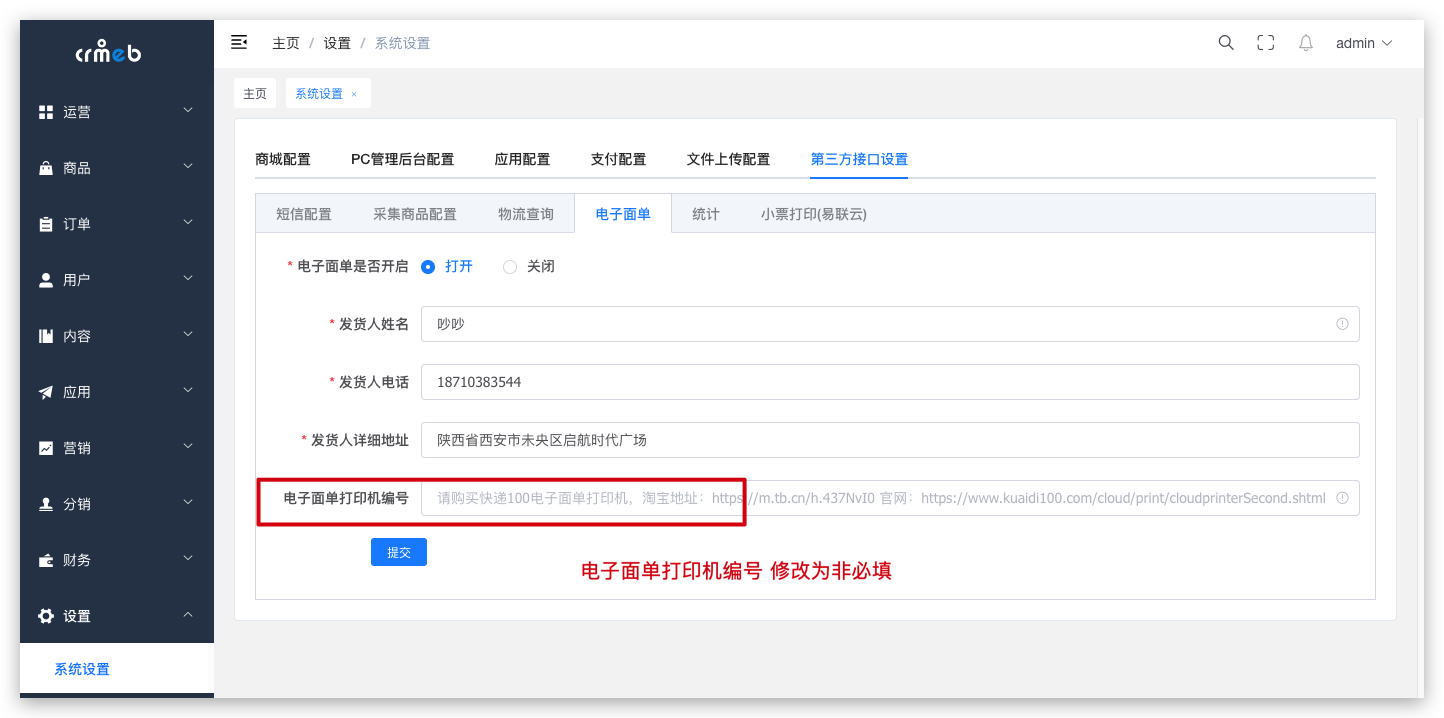 crmeb
主页 / 设置 / 系统设置
admin
主页
系统设置 ×
运营
商品
订单
用户
内容
应用
营销
分销
财务
设置
系统设置
商城配置 PC管理后台配置 应用配置 支付配置 文件上传配置 第三方接口设置
短信配置 采集商品配置 物流查询 电子面单 统计 小票打印(易联云)
* 电子面单是否开启 打开 关闭
* 发货人姓名 吵吵
* 发货人电话 18710383544
* 发货人详细地址 陕西省西安市未央区启航时代广场
电子面单打印机编号 请购买快递100电子面单打印机，淘宝地址：https://m.tb.cn/h.437NvI0 官网：https://www.kuaidi100.com/cloud/print/cloudprinterSecond.shtml
提交
电子面单打印机编号 修改为非必填